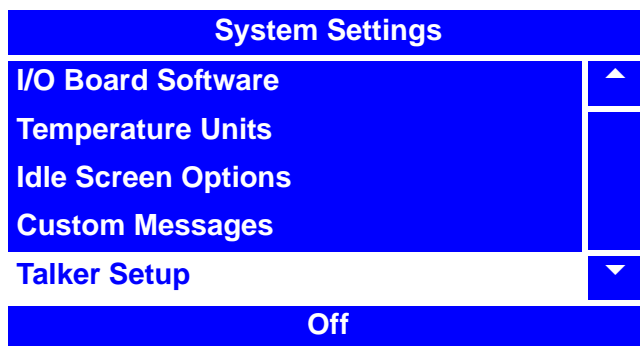 System Settings
I/O Board Software
Temperature Units
Idle Screen Options
Custom Messages
Talker Setup
Off